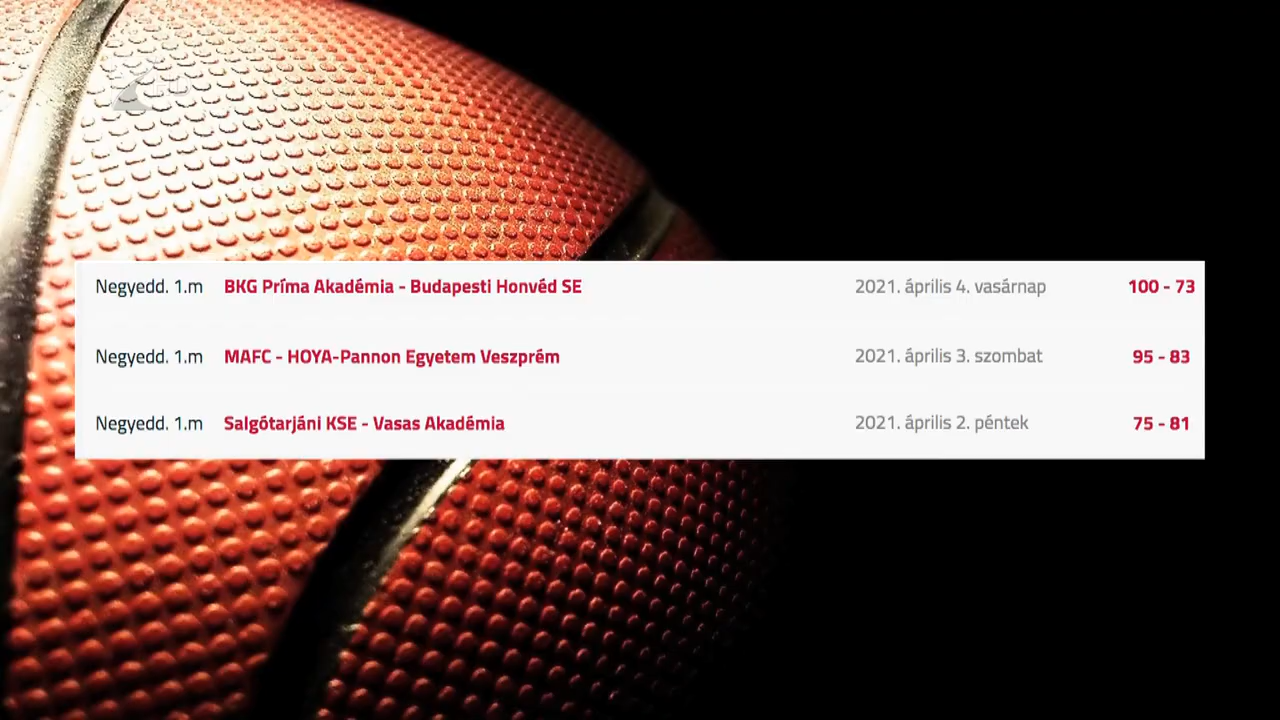 Negyedd. 1.m BKG Príma Akadémia - Budapesti Honvéd SE 2021. április 4. vasárnap 100 - 73
Negyedd. 1.m MAFC - HOYA-Pannon Egyetem Veszprém 2021. április 3. szombat 95 - 83
Negyedd. 1.m Salgótarjáni KSE - Vasas Akadémia 2021. április 2. péntek 75 - 81